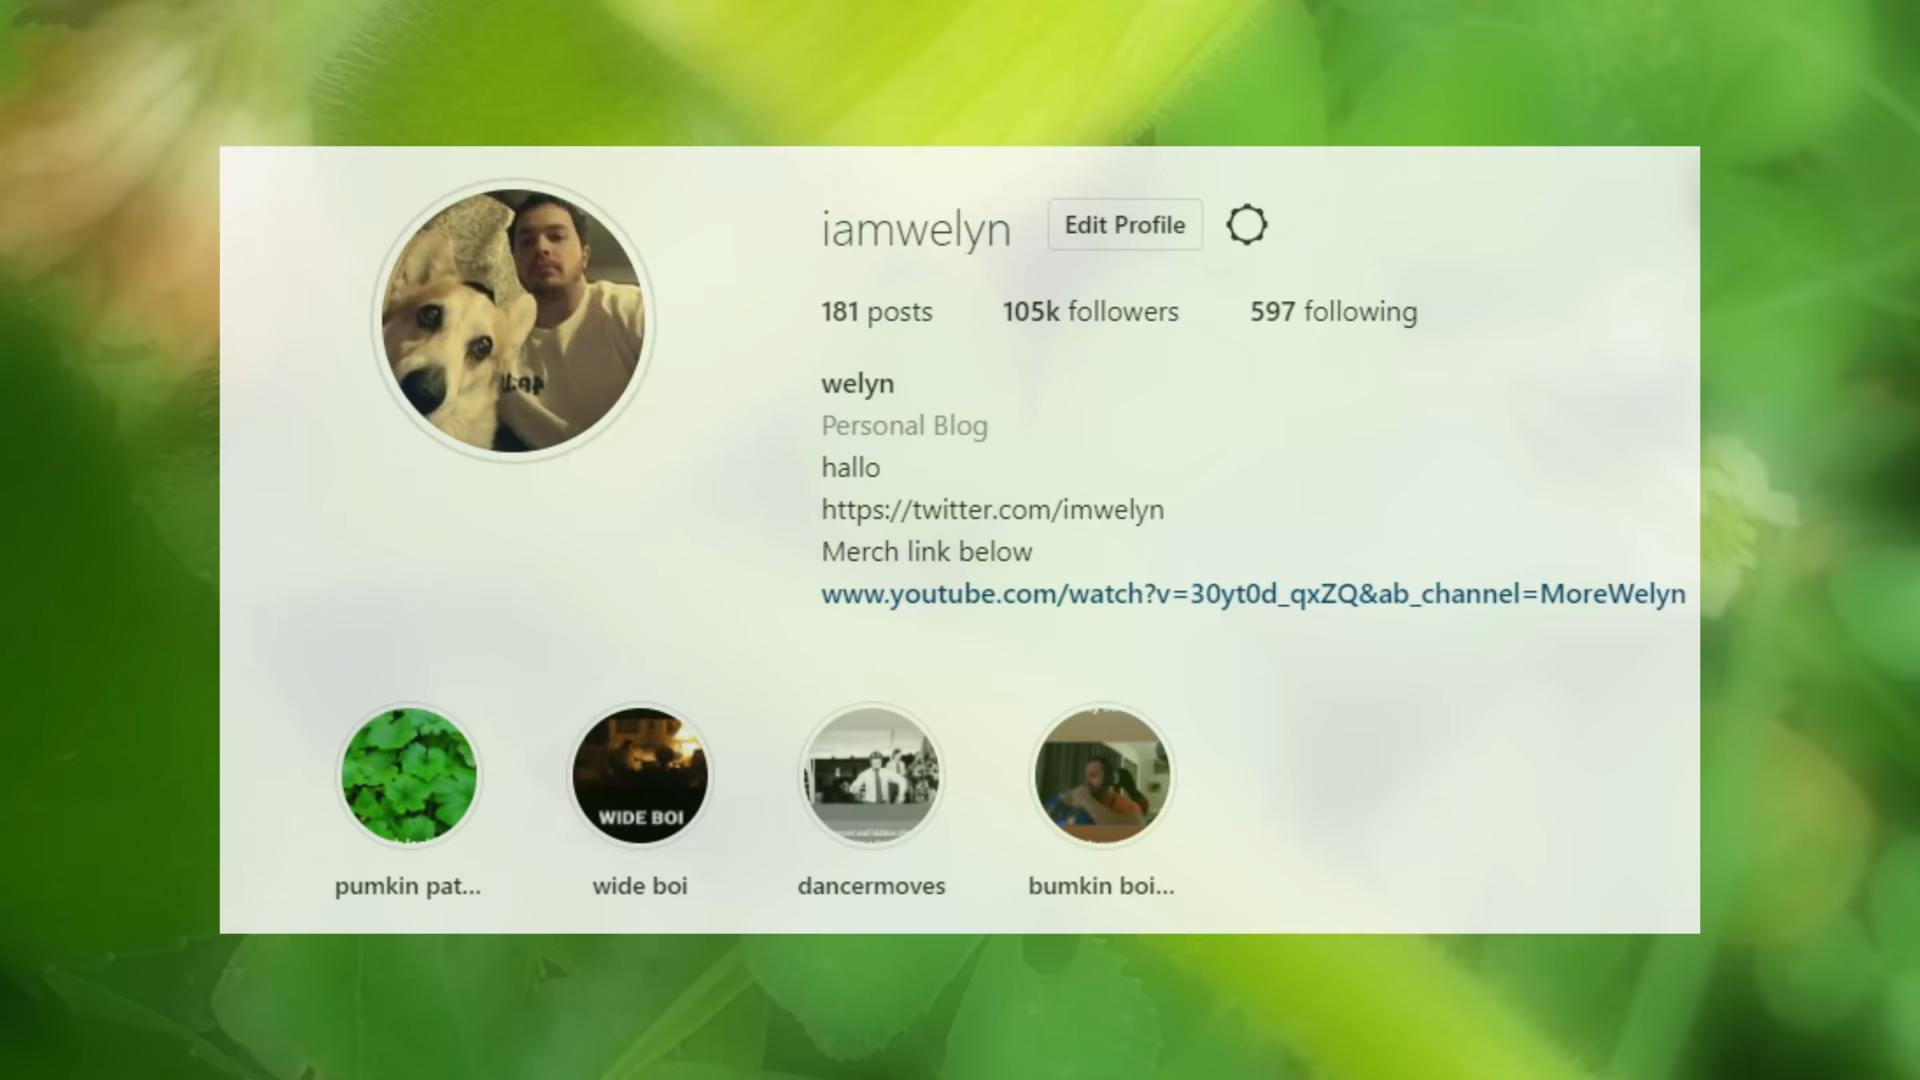 iamwelyn Edit Profile
181 posts 105k followers 597 following
welyn
Personal Blog
hallo
https://twitter.com/imwelyn
Merch link below
www.youtube.com/watch?v=30yt0d_qxZQ&ab_channel=MoreWelyn
WIDE BOI
pumkin pat... wide boi dancermoves bumkin boi...